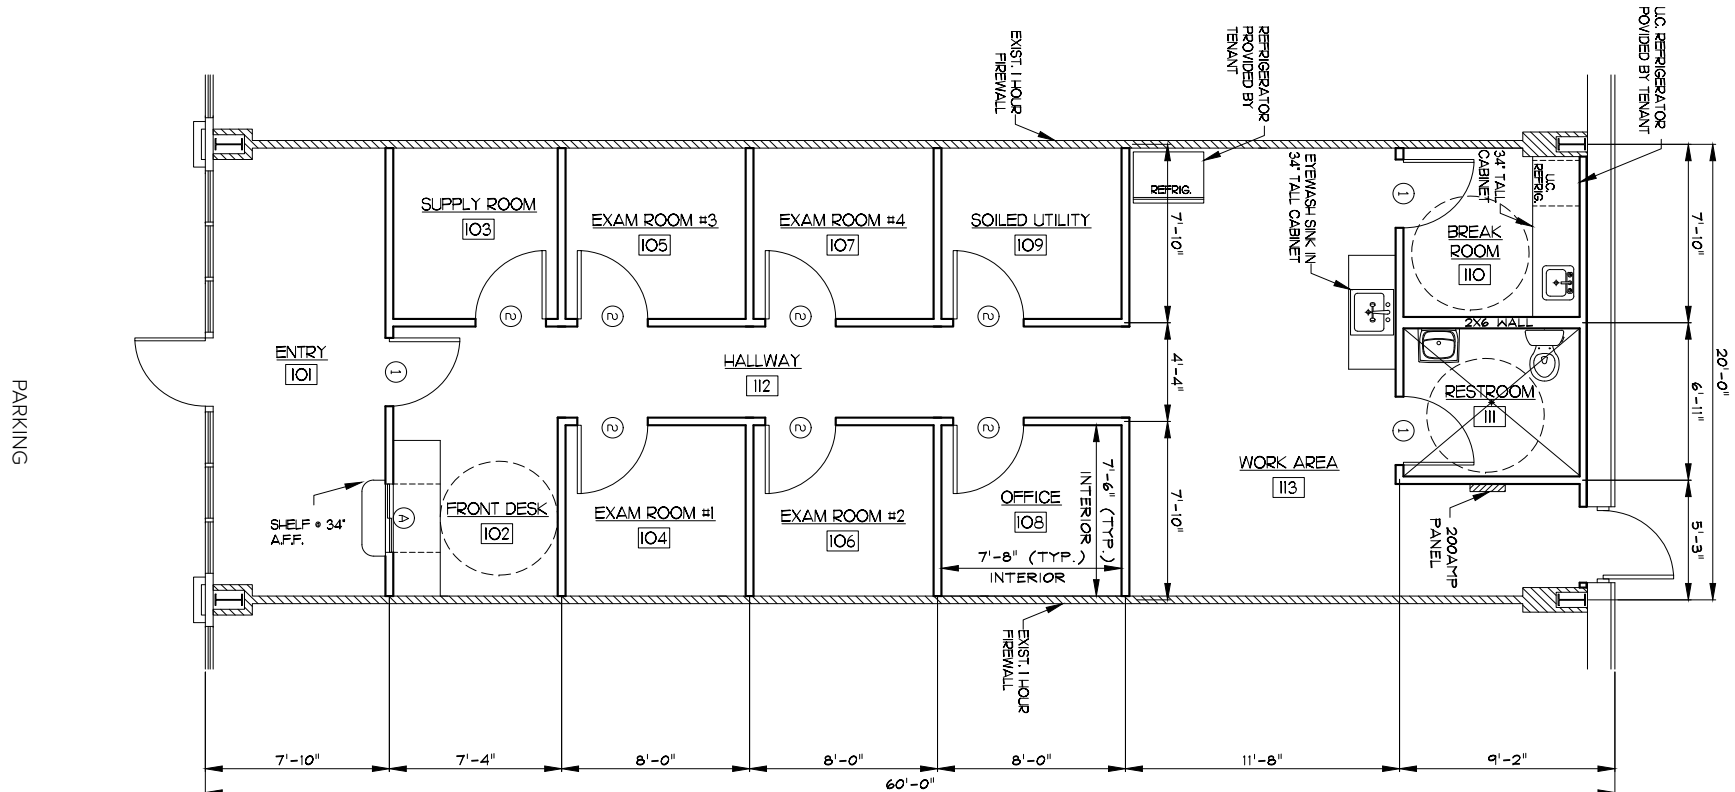 U.C. REFRIGERATOR
POVIDED BY TENANT
REFRIGERATOR
PROVIDED BY
TENANT
EXIST. 1 HOUR
FIREWALL
REFRIG.
EYEWASH SINK IN
34" TALL CABINET
34" TALL
CABINET
U.C.
REFRIG.
SUPPLY ROOM
103
EXAM ROOM #3
105
EXAM ROOM #4
107
SOILED UTILITY
109
7'-10"
1
BREAK
ROOM
110
7'-10"
2
2
2
2
2X6 WALL
20'-0"
ENTRY
101
1
HALLWAY
112
4'-4"
RESTROOM
111
6'-11"
PARKING
2
2
2
1
WORK AREA
113
SHELF @ 34"
A.F.F.
A
FRONT DESK
102
EXAM ROOM #1
104
EXAM ROOM #2
106
OFFICE
108
7'-6" (TYP.)
INTERIOR
7'-8" (TYP.)
INTERIOR
7'-10"
200AMP
PANEL
5'-3"
EXIST. 1 HOUR
FIREWALL
7'-10"
7'-4"
8'-0"
8'-0"
8'-0"
11'-8"
9'-2"
60'-0"